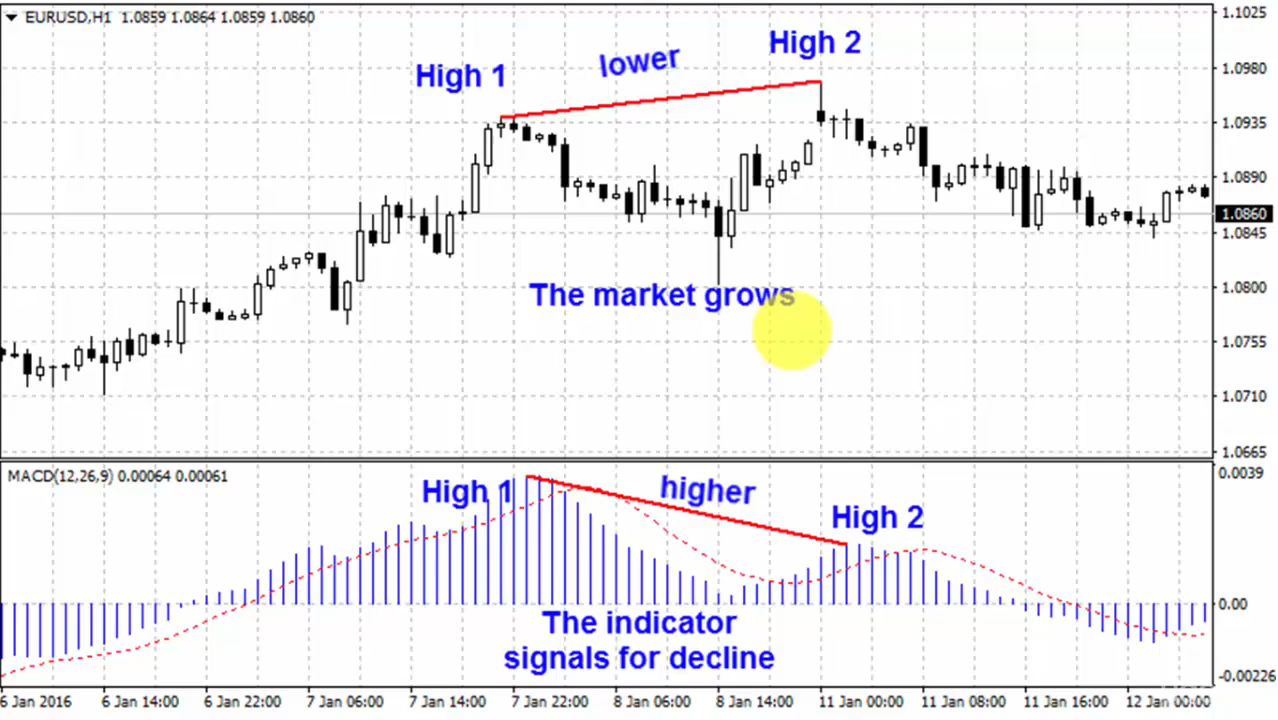 EURUSD,H1 1.0859 1.0864 1.0859 1.0860
High 1
lower
High 2
The market grows
1.1025
1.0980
1.0935
1.0890
1.0860
1.0845
1.0800
1.0755
1.0710
1.0665
MACD(12,26,9) 0.00064 0.00061
High 1
higher
High 2
The indicator
signals for decline
0.0039
0.00
-0.00226
6 Jan 2016
6 Jan 14:00
6 Jan 22:00
7 Jan 06:00
7 Jan 14:00
7 Jan 22:00
8 Jan 06:00
8 Jan 14:00
11 Jan 00:00
11 Jan 08:00
11 Jan 16:00
12 Jan 00:00